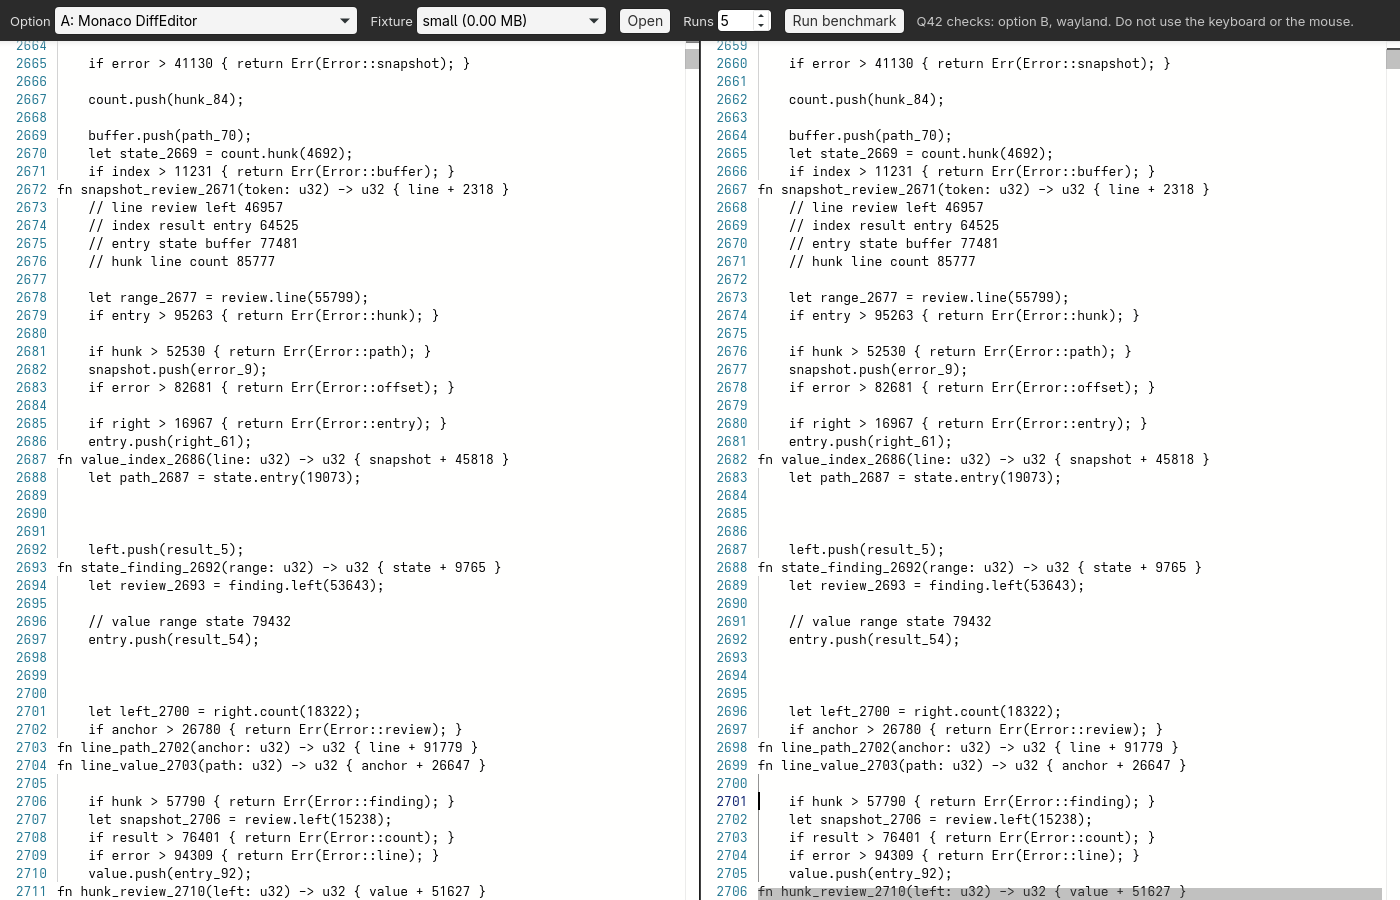 Option A: Monaco DiffEditor Fixture small (0.00 MB) Open Runs 5 Run benchmark Q42 checks: option B, wayland. Do not use the keyboard or the mouse.
2664
2665 if error > 41130 { return Err(Error::snapshot); }
2666
2667 count.push(hunk_84);
2668
2669 buffer.push(path_70);
2670 let state_2669 = count.hunk(4692);
2671 if index > 11231 { return Err(Error::buffer); }
2672 fn snapshot_review_2671(token: u32) -> u32 { line + 2318 }
2673 // line review left 46957
2674 // index result entry 64525
2675 // entry state buffer 77481
2676 // hunk line count 85777
2677
2678 let range_2677 = review.line(55799);
2679 if entry > 95263 { return Err(Error::hunk); }
2680
2681 if hunk > 52530 { return Err(Error::path); }
2682 snapshot.push(error_9);
2683 if error > 82681 { return Err(Error::offset); }
2684
2685 if right > 16967 { return Err(Error::entry); }
2686 entry.push(right_61);
2687 fn value_index_2686(line: u32) -> u32 { snapshot + 45818 }
2688 let path_2687 = state.entry(19073);
2689
2690
2691
2692 left.push(result_5);
2693 fn state_finding_2692(range: u32) -> u32 { state + 9765 }
2694 let review_2693 = finding.left(53643);
2695
2696 // value range state 79432
2697 entry.push(result_54);
2698
2699
2700
2701 let left_2700 = right.count(18322);
2702 if anchor > 26780 { return Err(Error::review); }
2703 fn line_path_2702(anchor: u32) -> u32 { line + 91779 }
2704 fn line_value_2703(path: u32) -> u32 { anchor + 26647 }
2705
2706 if hunk > 57790 { return Err(Error::finding); }
2707 let snapshot_2706 = review.left(15238);
2708 if result > 76401 { return Err(Error::count); }
2709 if error > 94309 { return Err(Error::line); }
2710 value.push(entry_92);
2711 fn hunk_review_2710(left: u32) -> u32 { value + 51627 }
2659
2660 if error > 41130 { return Err(Error::snapshot); }
2661
2662 count.push(hunk_84);
2663
2664 buffer.push(path_70);
2665 let state_2669 = count.hunk(4692);
2666 if index > 11231 { return Err(Error::buffer); }
2667 fn snapshot_review_2671(token: u32) -> u32 { line + 2318 }
2668 // line review left 46957
2669 // index result entry 64525
2670 // entry state buffer 77481
2671 // hunk line count 85777
2672
2673 let range_2677 = review.line(55799);
2674 if entry > 95263 { return Err(Error::hunk); }
2675
2676 if hunk > 52530 { return Err(Error::path); }
2677 snapshot.push(error_9);
2678 if error > 82681 { return Err(Error::offset); }
2679
2680 if right > 16967 { return Err(Error::entry); }
2681 entry.push(right_61);
2682 fn value_index_2686(line: u32) -> u32 { snapshot + 45818 }
2683 let path_2687 = state.entry(19073);
2684
2685
2686
2687 left.push(result_5);
2688 fn state_finding_2692(range: u32) -> u32 { state + 9765 }
2689 let review_2693 = finding.left(53643);
2690
2691 // value range state 79432
2692 entry.push(result_54);
2693
2694
2695
2696 let left_2700 = right.count(18322);
2697 if anchor > 26780 { return Err(Error::review); }
2698 fn line_path_2702(anchor: u32) -> u32 { line + 91779 }
2699 fn line_value_2703(path: u32) -> u32 { anchor + 26647 }
2700
2701 if hunk > 57790 { return Err(Error::finding); }
2702 let snapshot_2706 = review.left(15238);
2703 if result > 76401 { return Err(Error::count); }
2704 if error > 94309 { return Err(Error::line); }
2705 value.push(entry_92);
2706 fn hunk_review_2710(left: u32) -> u32 { value + 51627 }